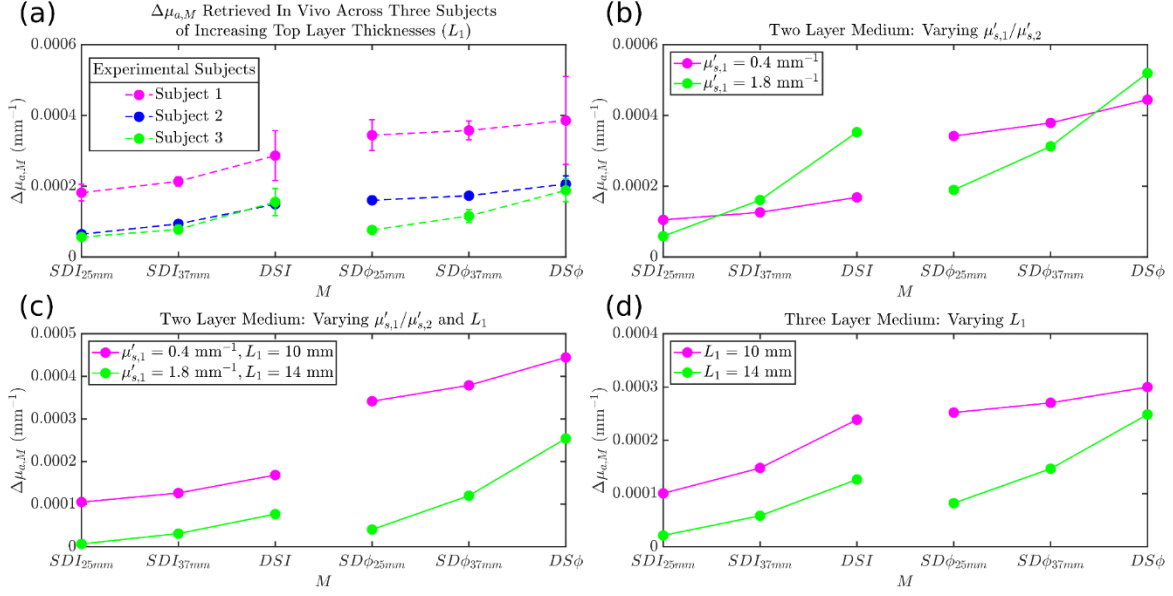 (a)
Δμa,M Retrieved In Vivo Across Three Subjects
of Increasing Top Layer Thicknesses (L1)
0.0006
0.0004
0.0002
0
Δμa,M (mm−1)
Experimental Subjects
Subject 1
Subject 2
Subject 3
SDI25mm SDI37mm DSI SDϕ25mm SDϕ37mm DSϕ
M
(b)
Two Layer Medium: Varying μ′s,1/μ′s,2
0.0006
0.0004
0.0002
0
Δμa,M (mm−1)
μ′s,1 = 0.4 mm−1
μ′s,1 = 1.8 mm−1
SDI25mm SDI37mm DSI SDϕ25mm SDϕ37mm DSϕ
M
(c)
Two Layer Medium: Varying μ′s,1/μ′s,2 and L1
0.0005
0.0004
0.0003
0.0002
0.0001
0
Δμa,M (mm−1)
μ′s,1 = 0.4 mm−1, L1 = 10 mm
μ′s,1 = 1.8 mm−1, L1 = 14 mm
SDI25mm SDI37mm DSI SDϕ25mm SDϕ37mm DSϕ
M
(d)
Three Layer Medium: Varying L1
0.0004
0.0003
0.0002
0.0001
0
Δμa,M (mm−1)
L1 = 10 mm
L1 = 14 mm
SDI25mm SDI37mm DSI SDϕ25mm SDϕ37mm DSϕ
M